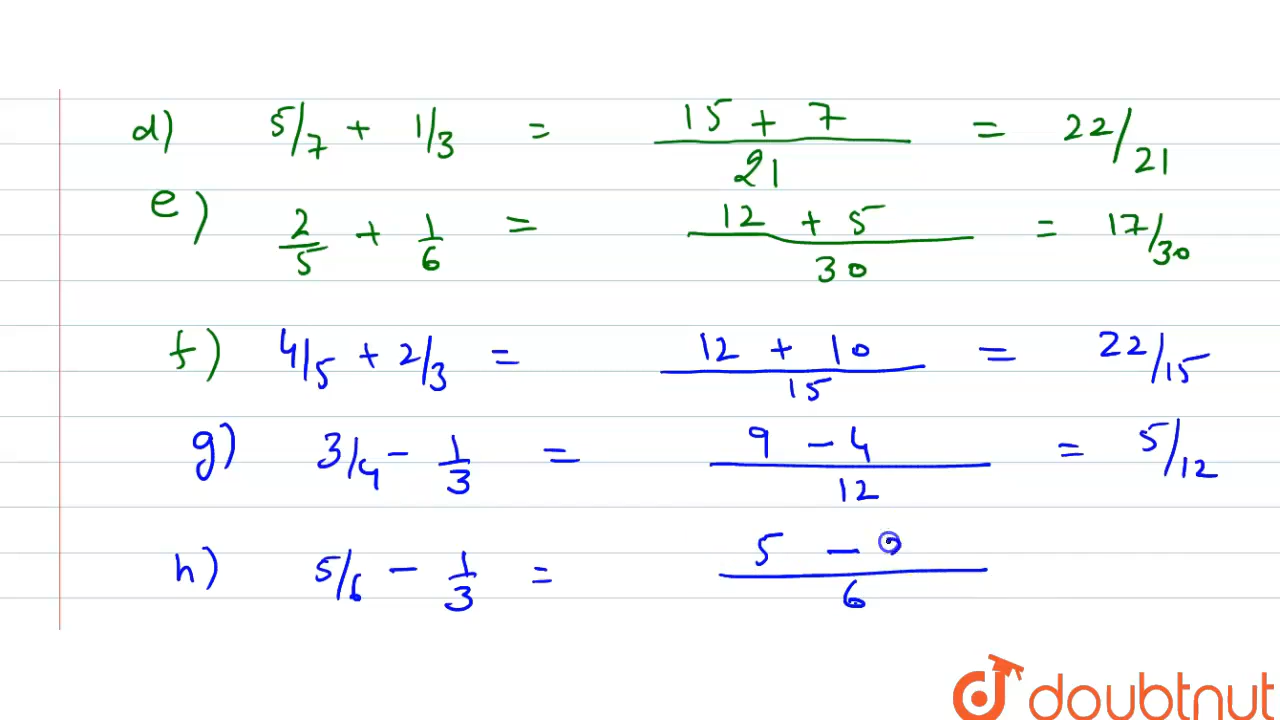 d) 5/7 + 1/3 = 15 + 7 / 21 = 22/21
e) 2/5 + 1/6 = 12 + 5 / 30 = 17/30
f) 4/5 + 2/3 = 12 + 10 / 15 = 22/15
g) 3/4 - 1/3 = 9 - 4 / 12 = 5/12
h) 5/6 - 1/3 = 5 - / 6
doubtnut